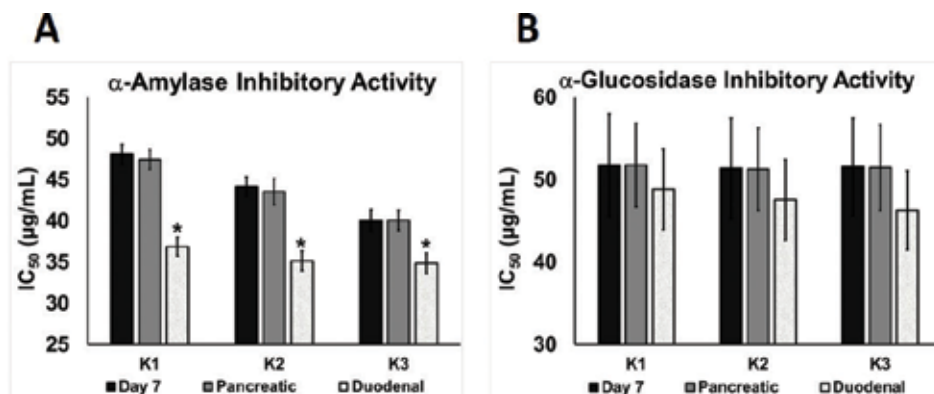 A
α-Amylase Inhibitory Activity
IC50 (µg/mL)
55
50
45
40
35
30
25
*
*
*
K1 K2 K3
Day 7 Pancreatic Duodenal
B
α-Glucosidase Inhibitory Activity
IC50 (µg/mL)
60
50
40
30
K1 K2 K3
Day 7 Pancreatic Duodenal